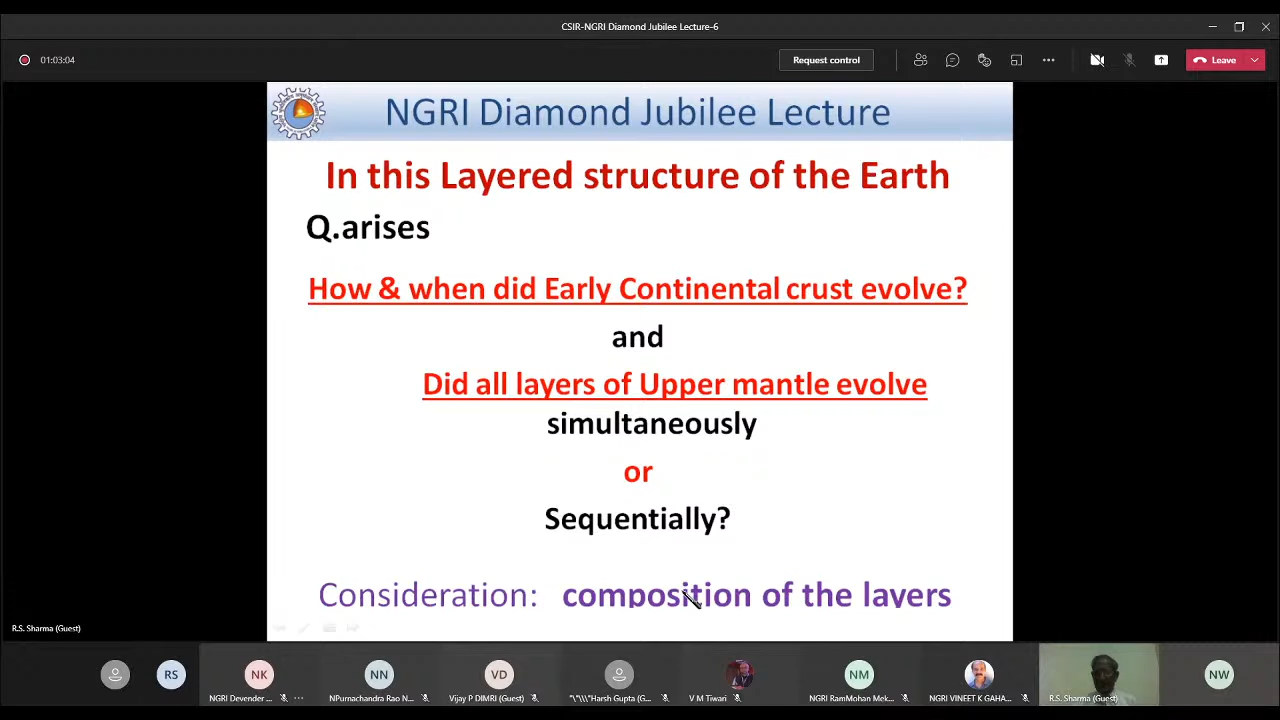 CSIR-NGRI Diamond Jubilee Lecture-6
01:03:04
Request control
Leave
NGRI Diamond Jubilee Lecture
In this Layered structure of the Earth
Q.arises
How & when did Early Continental crust evolve?
and
Did all layers of Upper mantle evolve
simultaneously
or
Sequentially?
Consideration: composition of the layers
R.S. Sharma (Guest)
RS
NK
NN
VD
NM
NW
NGRI Devender ...
NPurnachandra Rao N...
Vijay P DIMRI (Guest)
"\"\\\"Harsh Gupta (G...
V M Tiwari
NGRI RamMohan Mek...
NGRI VINEET K GAHA...
R.S. Sharma (Guest)